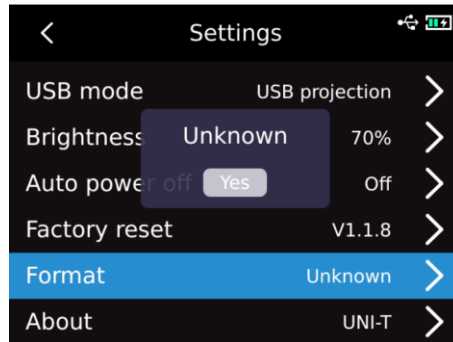 Settings
USB mode USB projection
Brightness 70%
Unknown
Auto power off Off
Yes
Factory reset V1.1.8
Format Unknown
About UNI-T